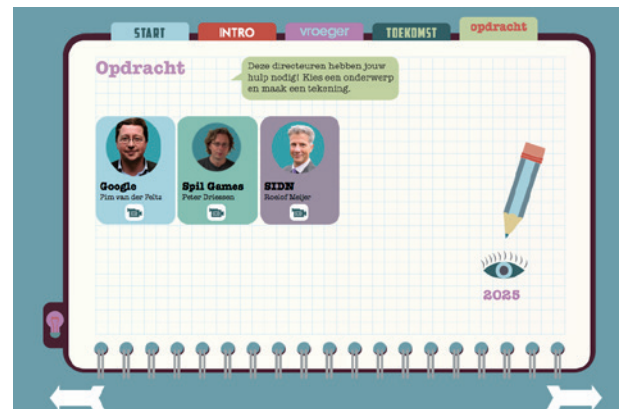 START
INTRO
vroeger
TOEKOMST
opdracht
Opdracht
Deze directeuren hebben jouw
hulp nodig! Kies een onderwerp
en maak een tekening.
Google
Pim van der Feltz
Spil Games
Peter Driessen
SIDN
Roelof Meijer
2025